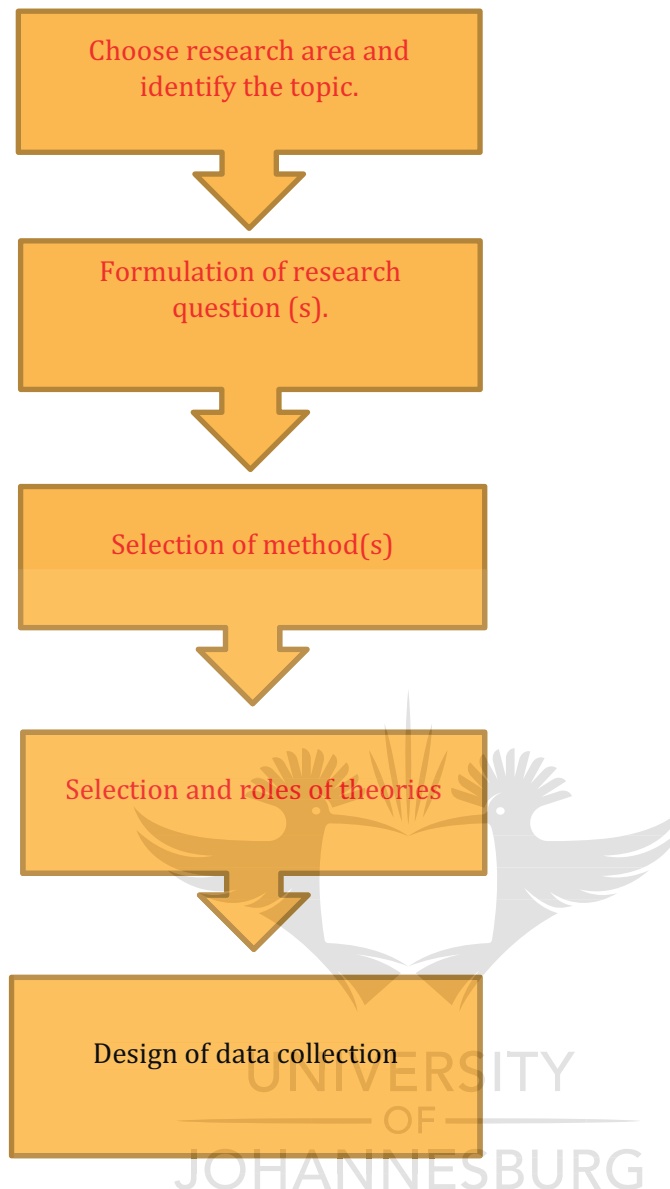 Choose research area and
identify the topic.
Formulation of research
question (s).
Selection of method(s)
Selection and roles of theories
Design of data collection
UNIVERSITY
OF
JOHANNESBURG